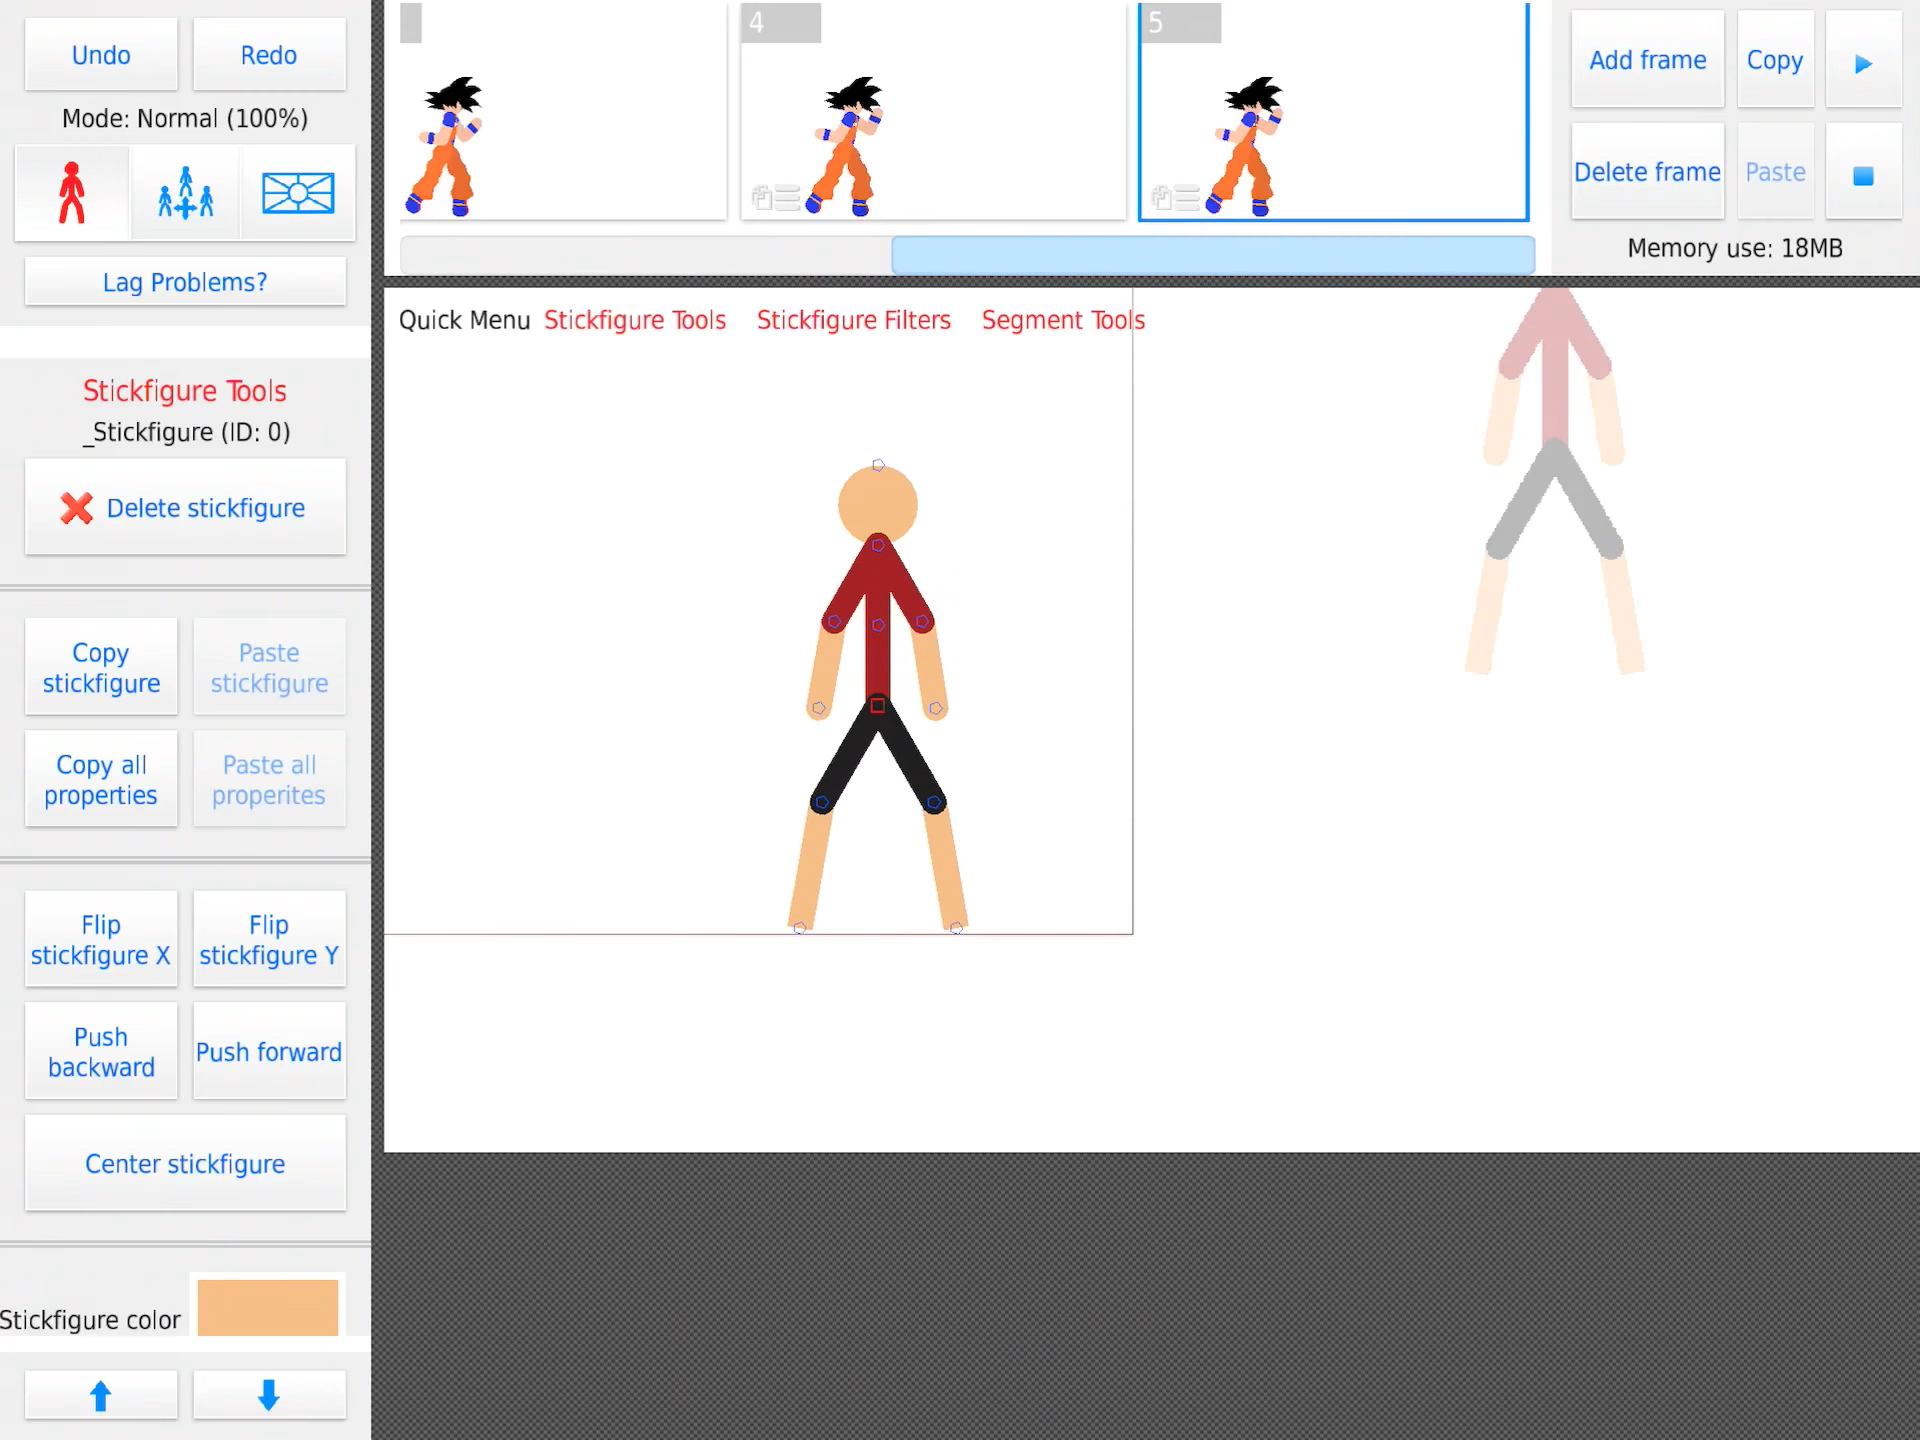 Undo Redo
Mode: Normal (100%)
Lag Problems?
Stickfigure Tools
_Stickfigure (ID: 0)
Delete stickfigure
Copy stickfigure
Paste stickfigure
Copy all properties
Paste all properites
Flip stickfigure X
Flip stickfigure Y
Push backward
Push forward
Center stickfigure
Stickfigure color
4
5
Add frame Copy
Delete frame Paste
Memory use: 18MB
Quick Menu Stickfigure Tools Stickfigure Filters Segment Tools